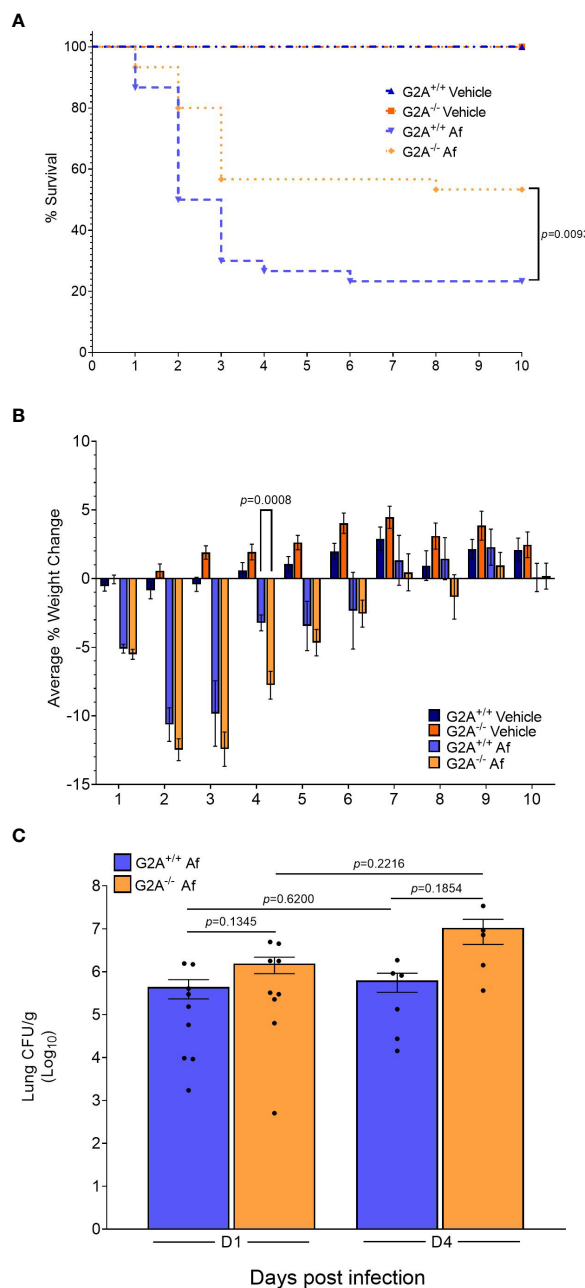 A
100
80
60
40
20
0
% Survival
G2A+/+ Vehicle
G2A-/- Vehicle
G2A+/+ Af
G2A-/- Af
p=0.0093
0 1 2 3 4 5 6 7 8 9 10
B
10
5
0
-5
-10
-15
Average % Weight Change
p=0.0008
G2A+/+ Vehicle
G2A-/- Vehicle
G2A+/+ Af
G2A-/- Af
1 2 3 4 5 6 7 8 9 10
C
G2A+/+ Af
G2A-/- Af
p=0.2216
p=0.6200
p=0.1854
p=0.1345
8
7
6
5
4
3
2
1
0
Lung CFU/g
(Log10)
D1 D4
Days post infection